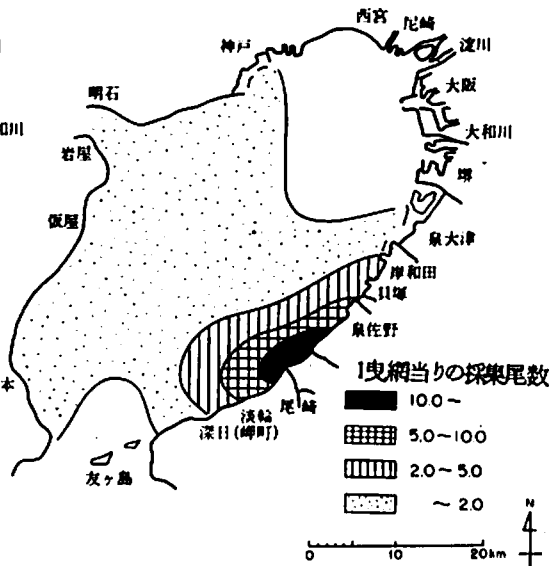 西宮
尼崎
神戸
淀川
大阪
明石
大和川
川
岩屋
堺
仮屋
泉大津
岸和田
貝塚
泉佐野
本
尾崎
淡輪
深日(岬町)
友ヶ島
1曳網当りの採集尾数
10.0~
5.0~10.0
2.0~5.0
~2.0
N
0 10 20km